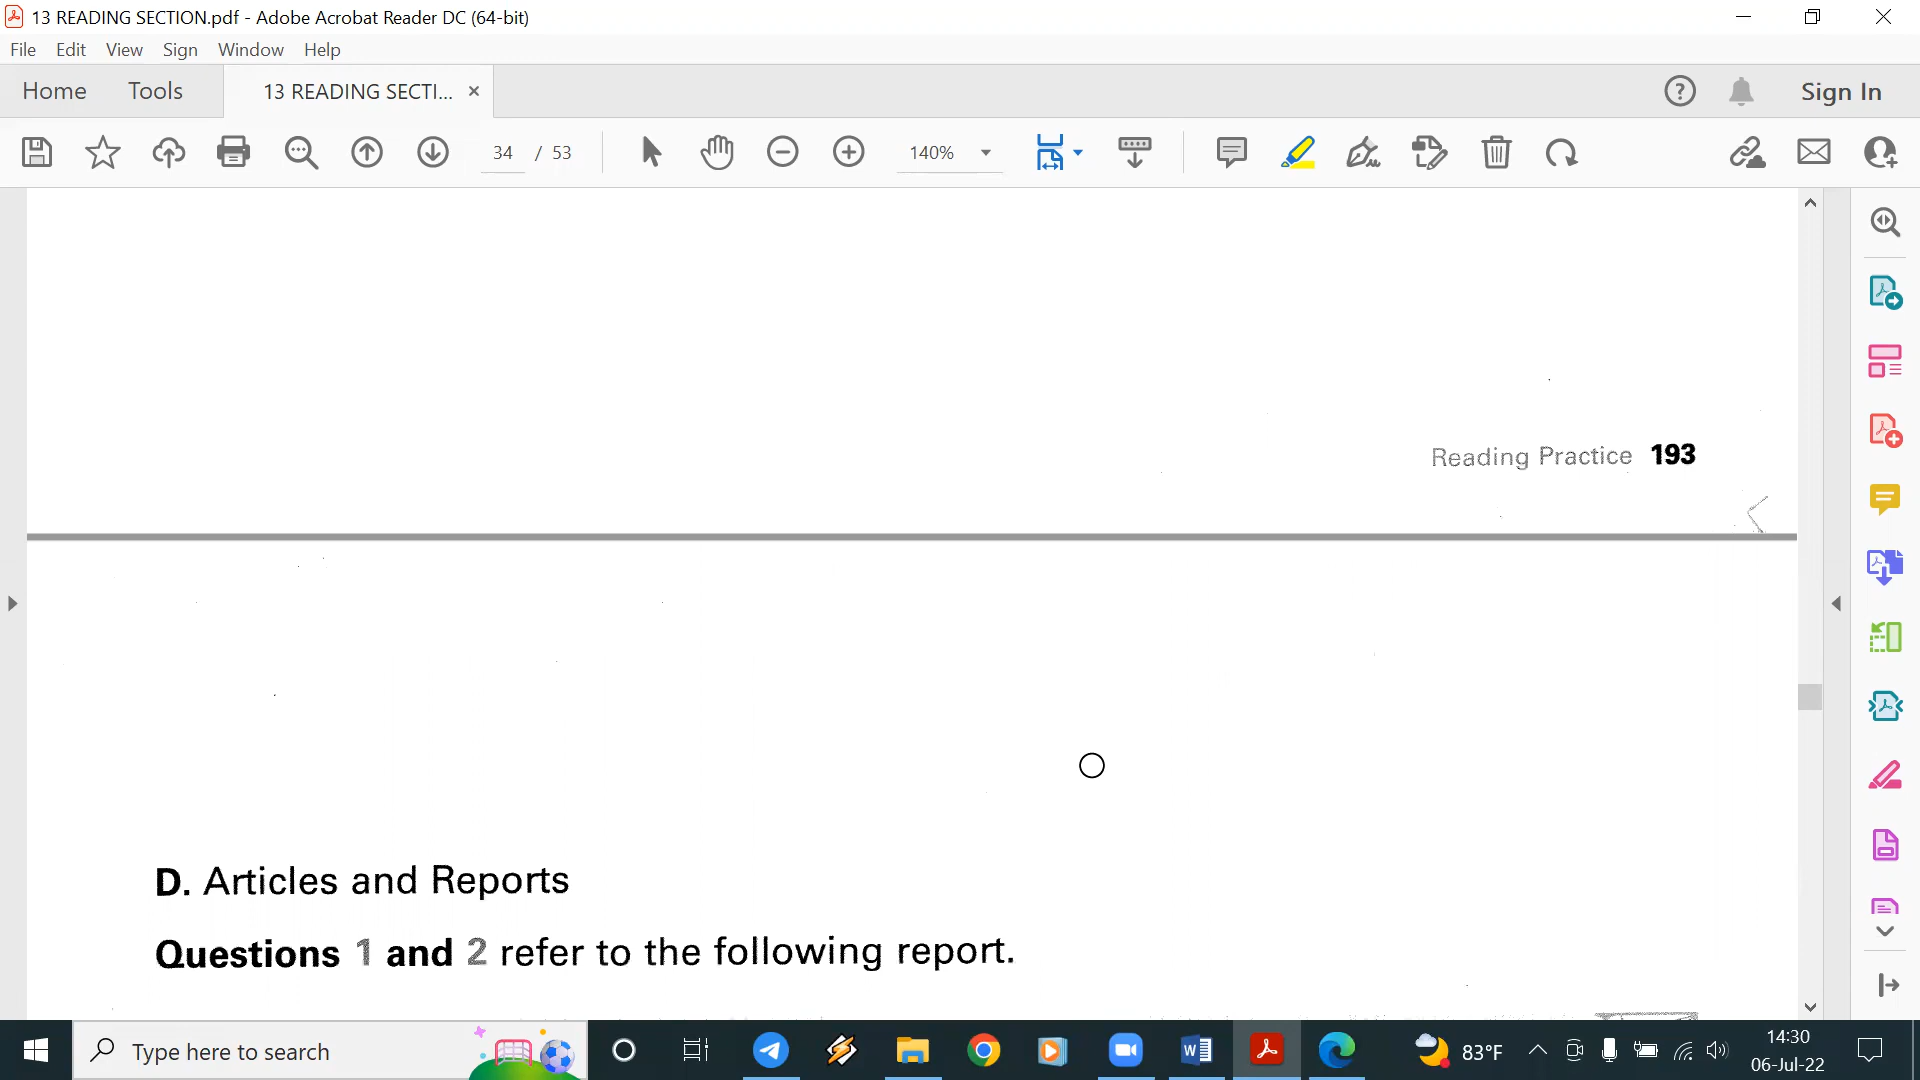 13 READING SECTION.pdf - Adobe Acrobat Reader DC (64-bit)
File Edit View Sign Window Help
Home Tools 13 READING SECTI... × Sign In
34 / 53 140%
Reading Practice 193
D. Articles and Reports
Questions 1 and 2 refer to the following report.
Type here to search
83°F
14:30
06-Jul-22